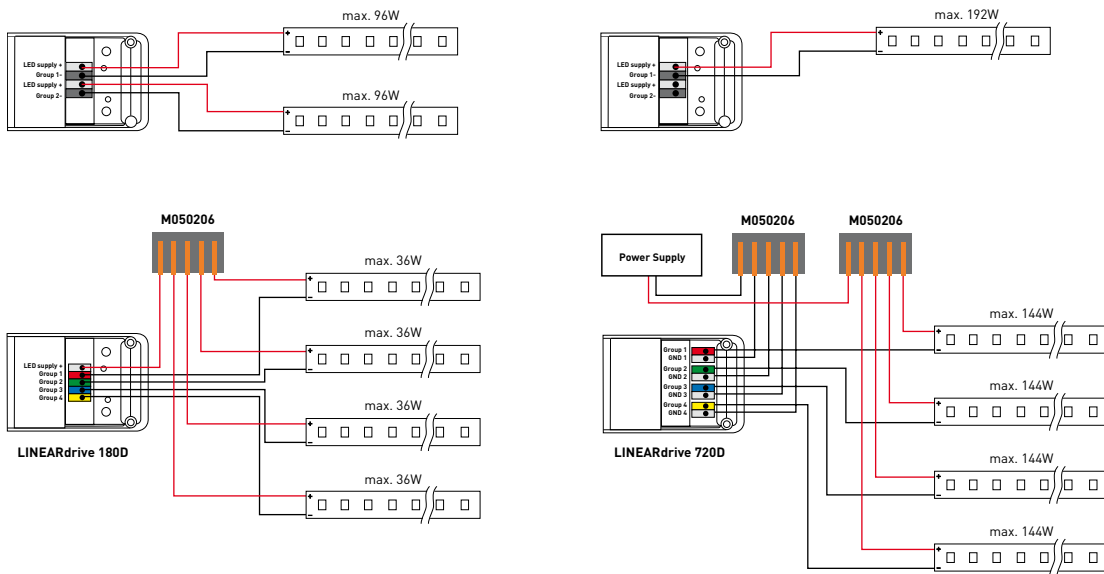 max. 96W
LED supply +
Group 1-
LED supply +
Group 2-
+
–
max. 96W
+
–
max. 192W
LED supply +
Group 1-
LED supply +
Group 2-
+
–
M050206
max. 36W
+
–
max. 36W
+
–
LED supply +
Group 1
Group 2
Group 3
Group 4
max. 36W
+
–
LINEARdrive 180D
max. 36W
+
–
M050206
M050206
Power Supply
max. 144W
+
–
Group 1
GND 1
Group 2
GND 2
Group 3
GND 3
Group 4
GND 4
max. 144W
+
–
LINEARdrive 720D
max. 144W
+
–
max. 144W
+
–